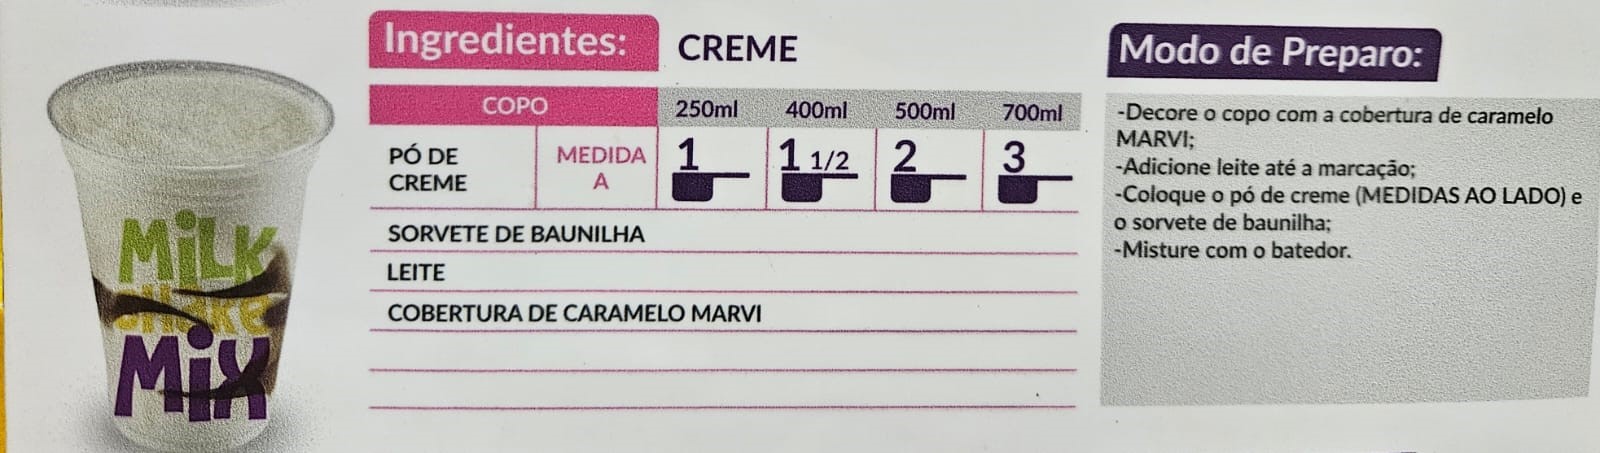 Ingredientes: CREME
COPO 250ml 400ml 500ml 700ml
PÓ DE CREME MEDIDA A 1 1 1/2 2 3
SORVETE DE BAUNILHA
LEITE
COBERTURA DE CARAMELO MARVI
Modo de Preparo:
-Decore o copo com a cobertura de caramelo
MARVI;
-Adicione leite até a marcação;
-Coloque o pó de creme (MEDIDAS AO LADO) e
o sorvete de baunilha;
-Misture com o batedor.
MiLK
SHAKE
MiX